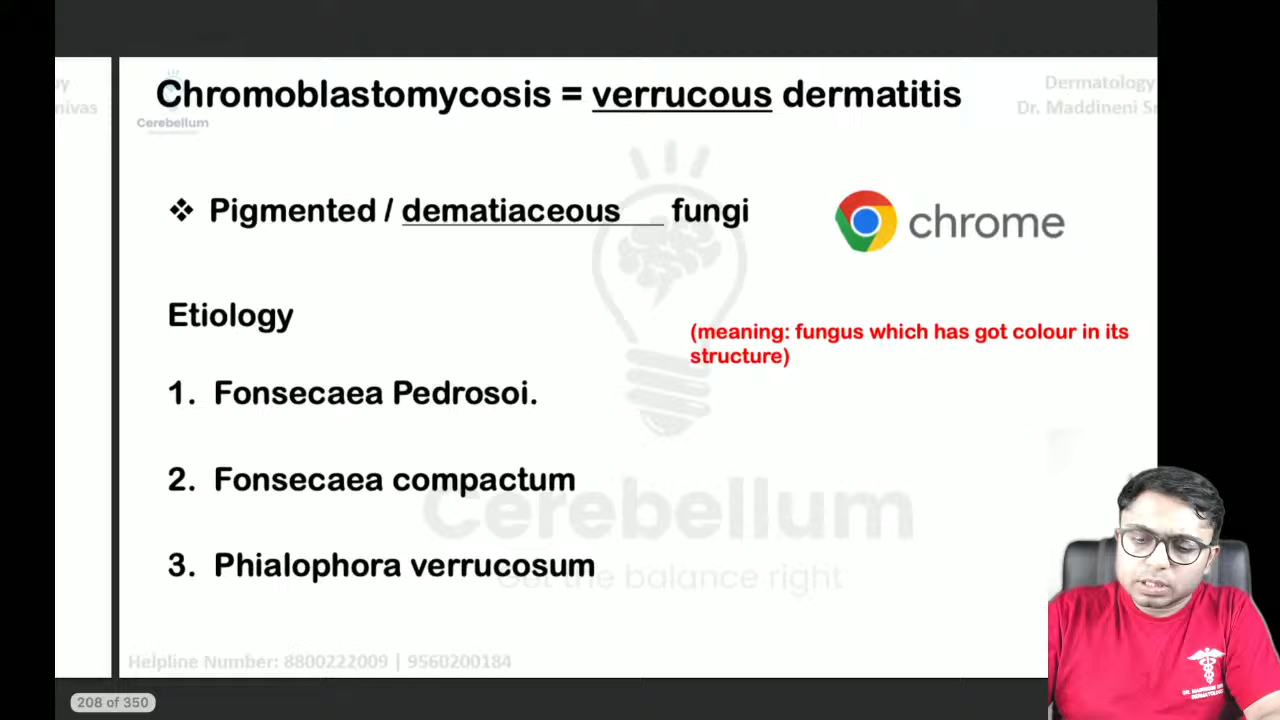 Chromoblastomycosis = verrucous dermatitis
Dermatology
nivas
Cerebellum
❖ Pigmented / dematiaceous fungi
chrome
Etiology
(meaning: fungus which has got colour in its
structure)
1. Fonsecaea Pedrosoi.
2. Fonsecaea compactum
Cerebellum
3. Phialophora verrucosum
Get the balance right
Helpline Number: 8800222009 | 9560200184
208 of 350